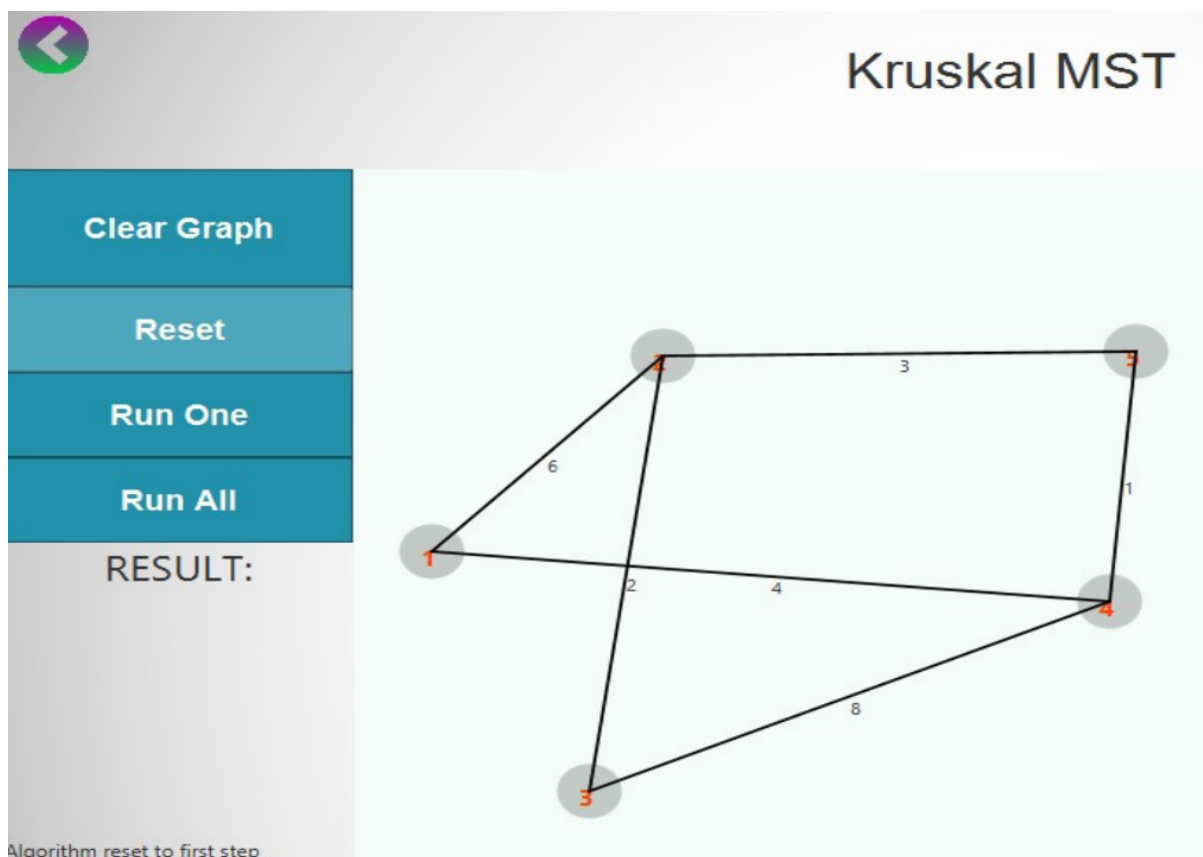 Kruskal MST
Clear Graph
Reset
Run One
Run All
RESULT:
2
5
3
6
1
1
2
4
4
8
3
Algorithm reset to first step